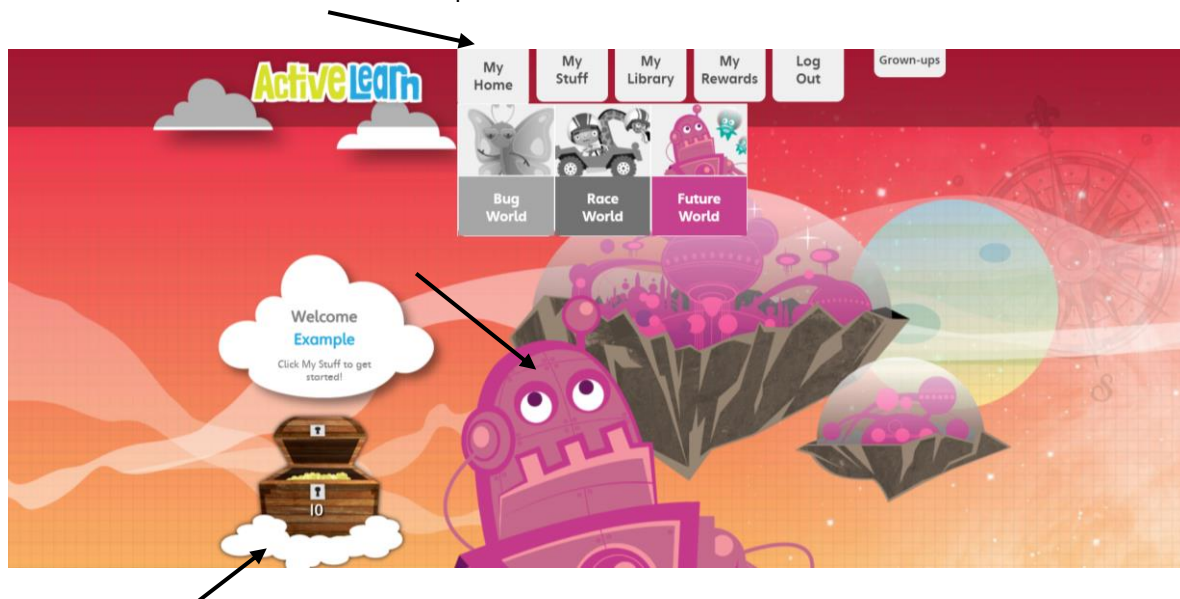 ActiveLearn
My
Home
My
Stuff
My
Library
My
Rewards
Log
Out
Grown-ups
Bug
World
Race
World
Future
World
Welcome
Example
Click My Stuff to get
started!
10